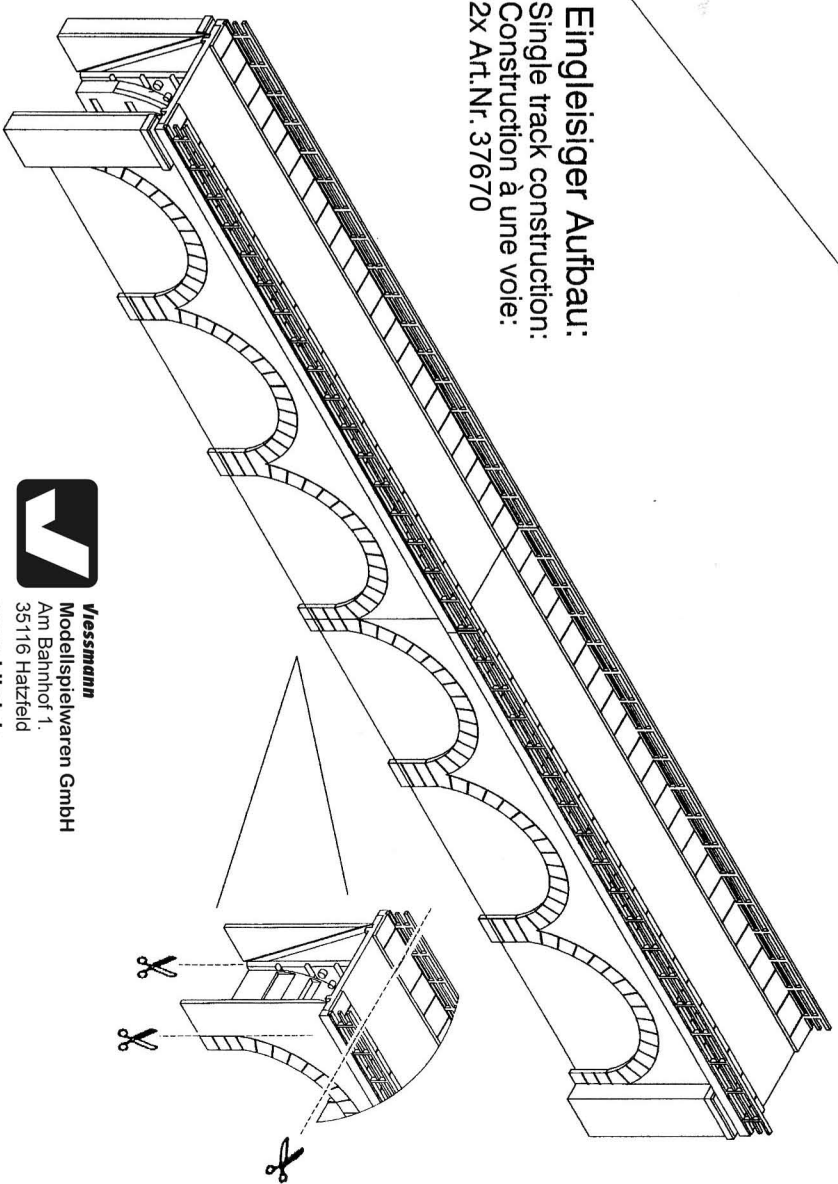 Eingleisiger Aufbau:
Single track construction:
Construction à une voie:
2x Art.Nr. 37670
Viessmann
Modellspielwaren GmbH
Am Bahnhof 1.
35116 Hatzfeld